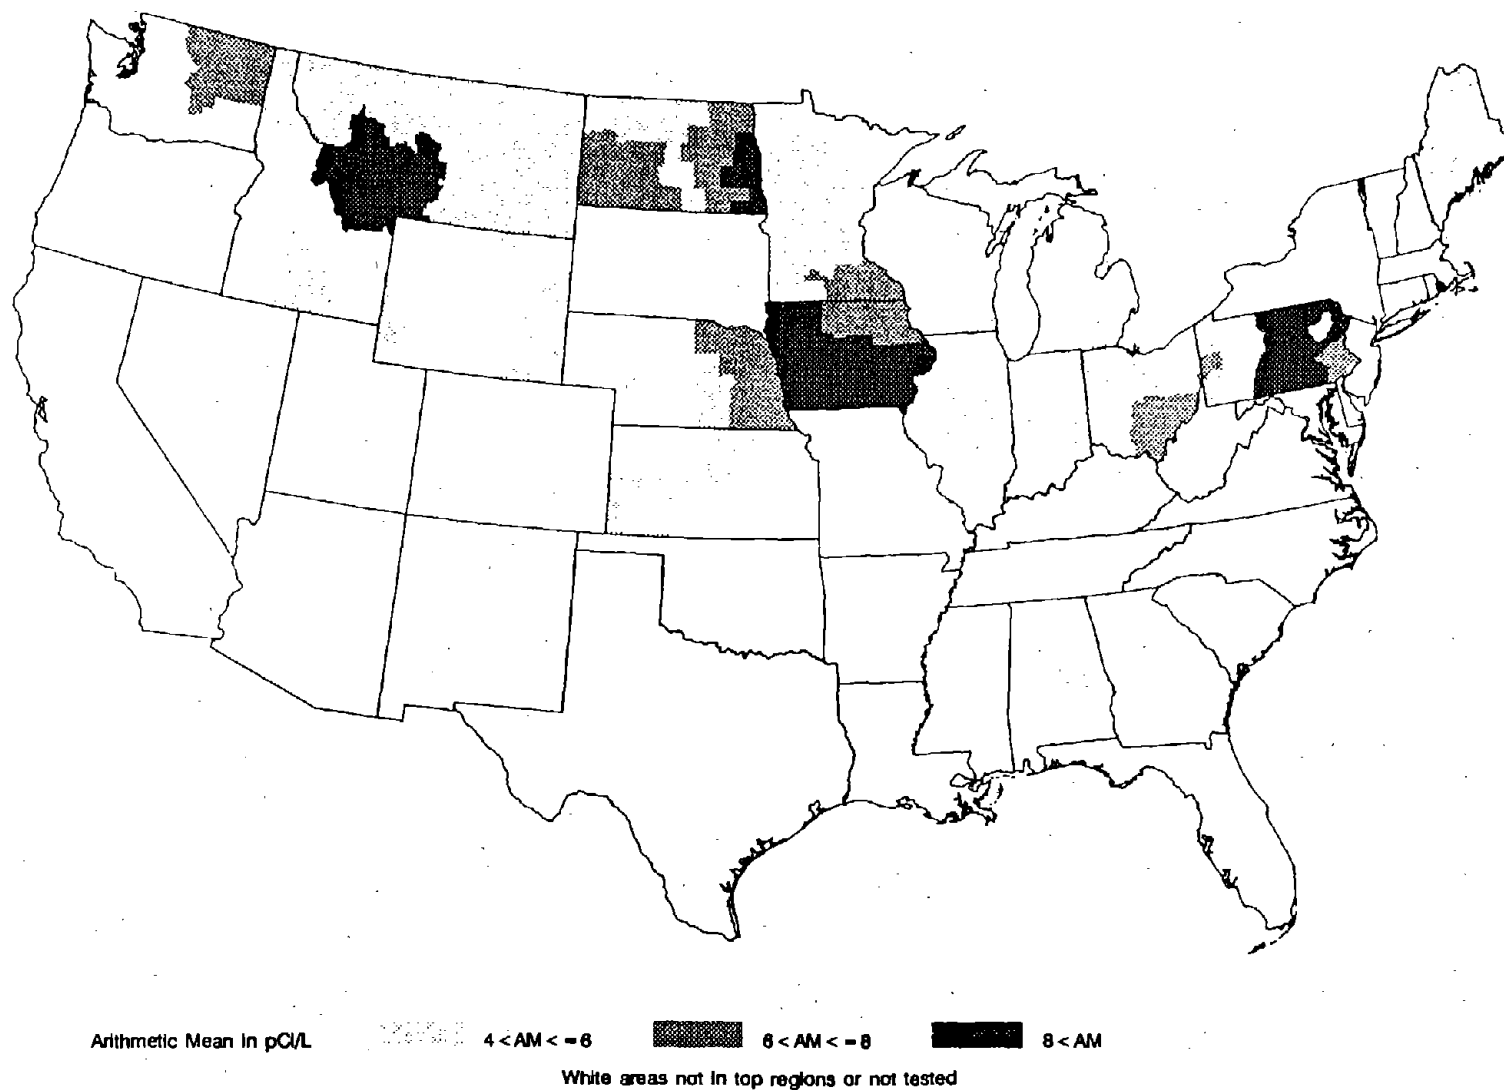 Arithmetic Mean in pCi/L 4 < AM < = 6 6 < AM < = 8 8 < AM
White areas not in top regions or not tested